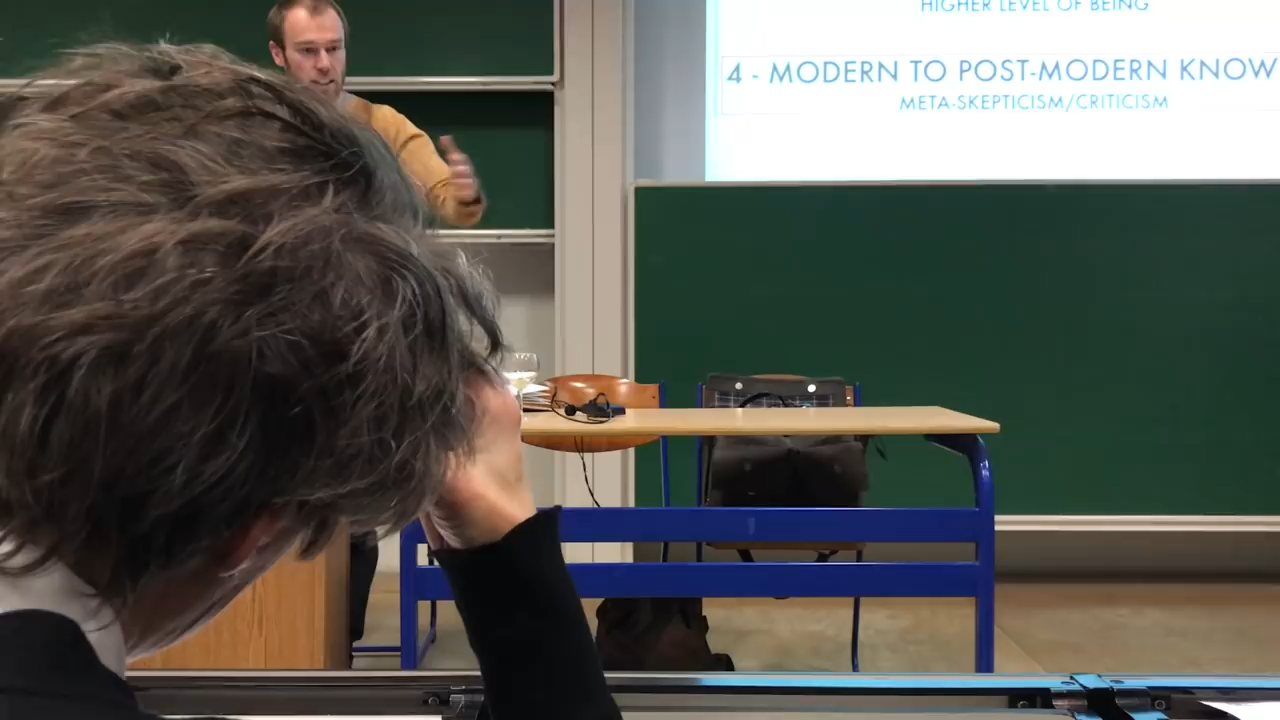 HIGHER LEVEL OF BEING
4 - MODERN TO POST-MODERN KNOW
META-SKEPTICISM/CRITICISM